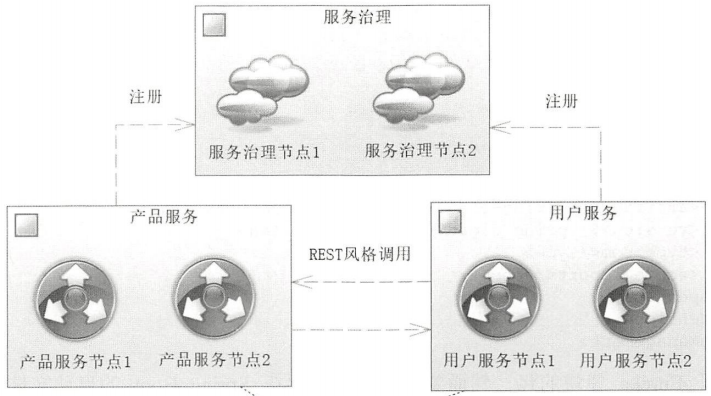 服务治理
注册
注册
服务治理节点1
服务治理节点2
产品服务
用户服务
REST风格调用
产品服务节点1
产品服务节点2
用户服务节点1
用户服务节点2